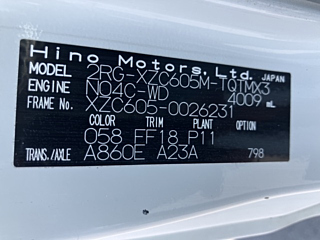 Hino Motors, Ltd. JAPAN
MODEL 2RG-XZC605M-TQTMX3
ENGINE N04C-WD 4009 mL
FRAME No. XZC605-0026231
COLOR TRIM PLANT OPTION
058 FF18 P11
TRANS./AXLE A860E A23A 798